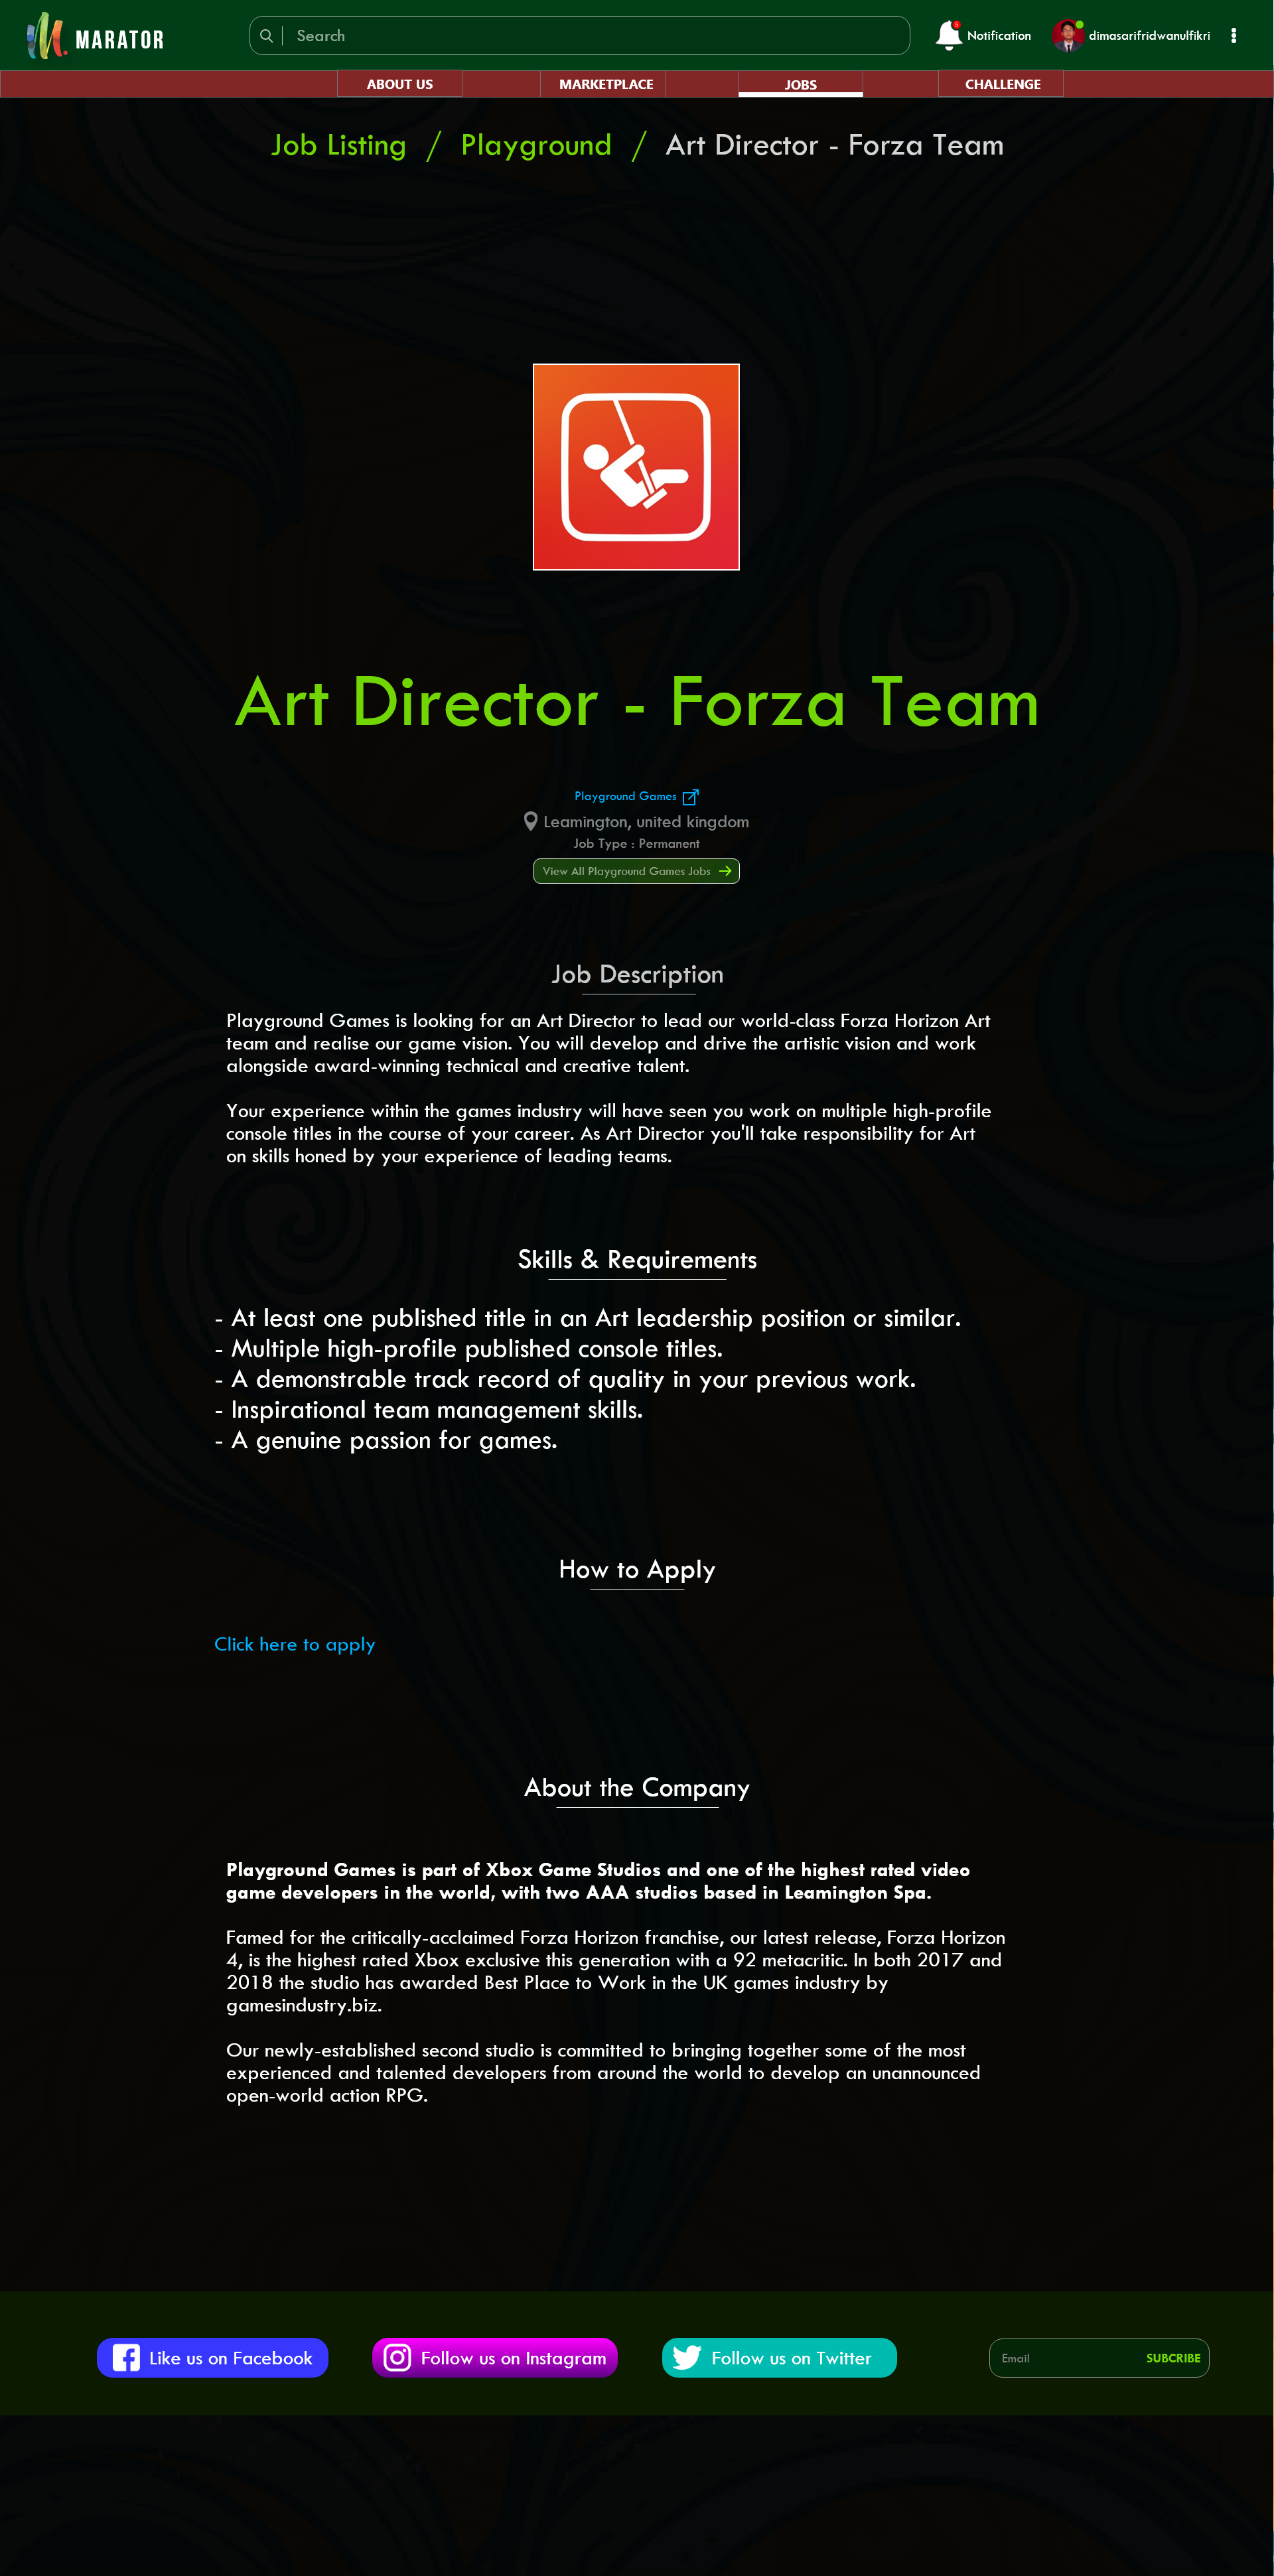 MARATOR
Search
5
Notification
dimasarifridwanulfikri
ABOUT US
MARKETPLACE
JOBS
CHALLENGE
Job Listing / Playground / Art Director - Forza Team
Art Director - Forza Team
Playground Games
Leamington, united kingdom
Job Type : Permanent
View All Playground Games Jobs
Job Description
Playground Games is looking for an Art Director to lead our world-class Forza Horizon Art
team and realise our game vision. You will develop and drive the artistic vision and work
alongside award-winning technical and creative talent.
Your experience within the games industry will have seen you work on multiple high-profile
console titles in the course of your career. As Art Director you'll take responsibility for Art
on skills honed by your experience of leading teams.
Skills & Requirements
- At least one published title in an Art leadership position or similar.
- Multiple high-profile published console titles.
- A demonstrable track record of quality in your previous work.
- Inspirational team management skills.
- A genuine passion for games.
How to Apply
Click here to apply
About the Company
Playground Games is part of Xbox Game Studios and one of the highest rated video
game developers in the world, with two AAA studios based in Leamington Spa.
Famed for the critically-acclaimed Forza Horizon franchise, our latest release, Forza Horizon
4, is the highest rated Xbox exclusive this generation with a 92 metacritic. In both 2017 and
2018 the studio has awarded Best Place to Work in the UK games industry by
gamesindustry.biz.
Our newly-established second studio is committed to bringing together some of the most
experienced and talented developers from around the world to develop an unannounced
open-world action RPG.
Like us on Facebook
Follow us on Instagram
Follow us on Twitter
Email
SUBCRIBE